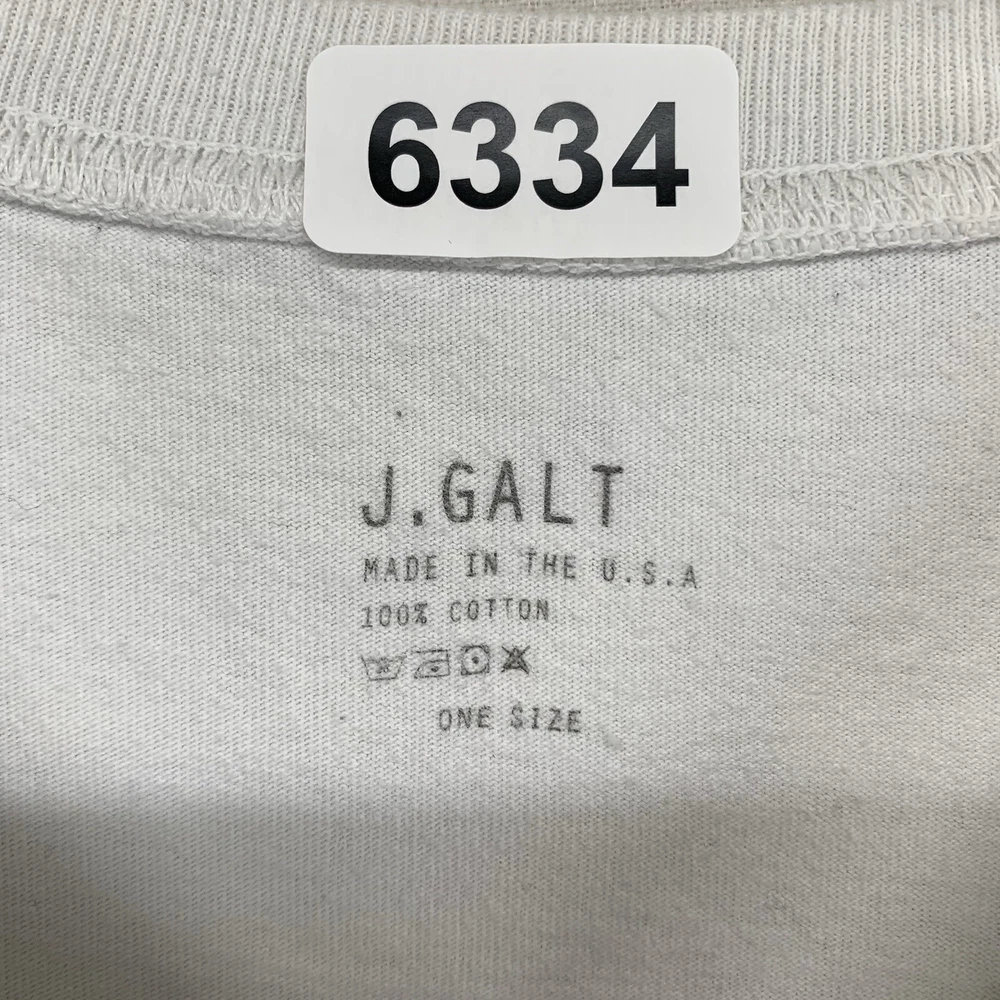 6334
J.GALT
MADE IN THE U.S.A
100% COTTON
ONE SIZE